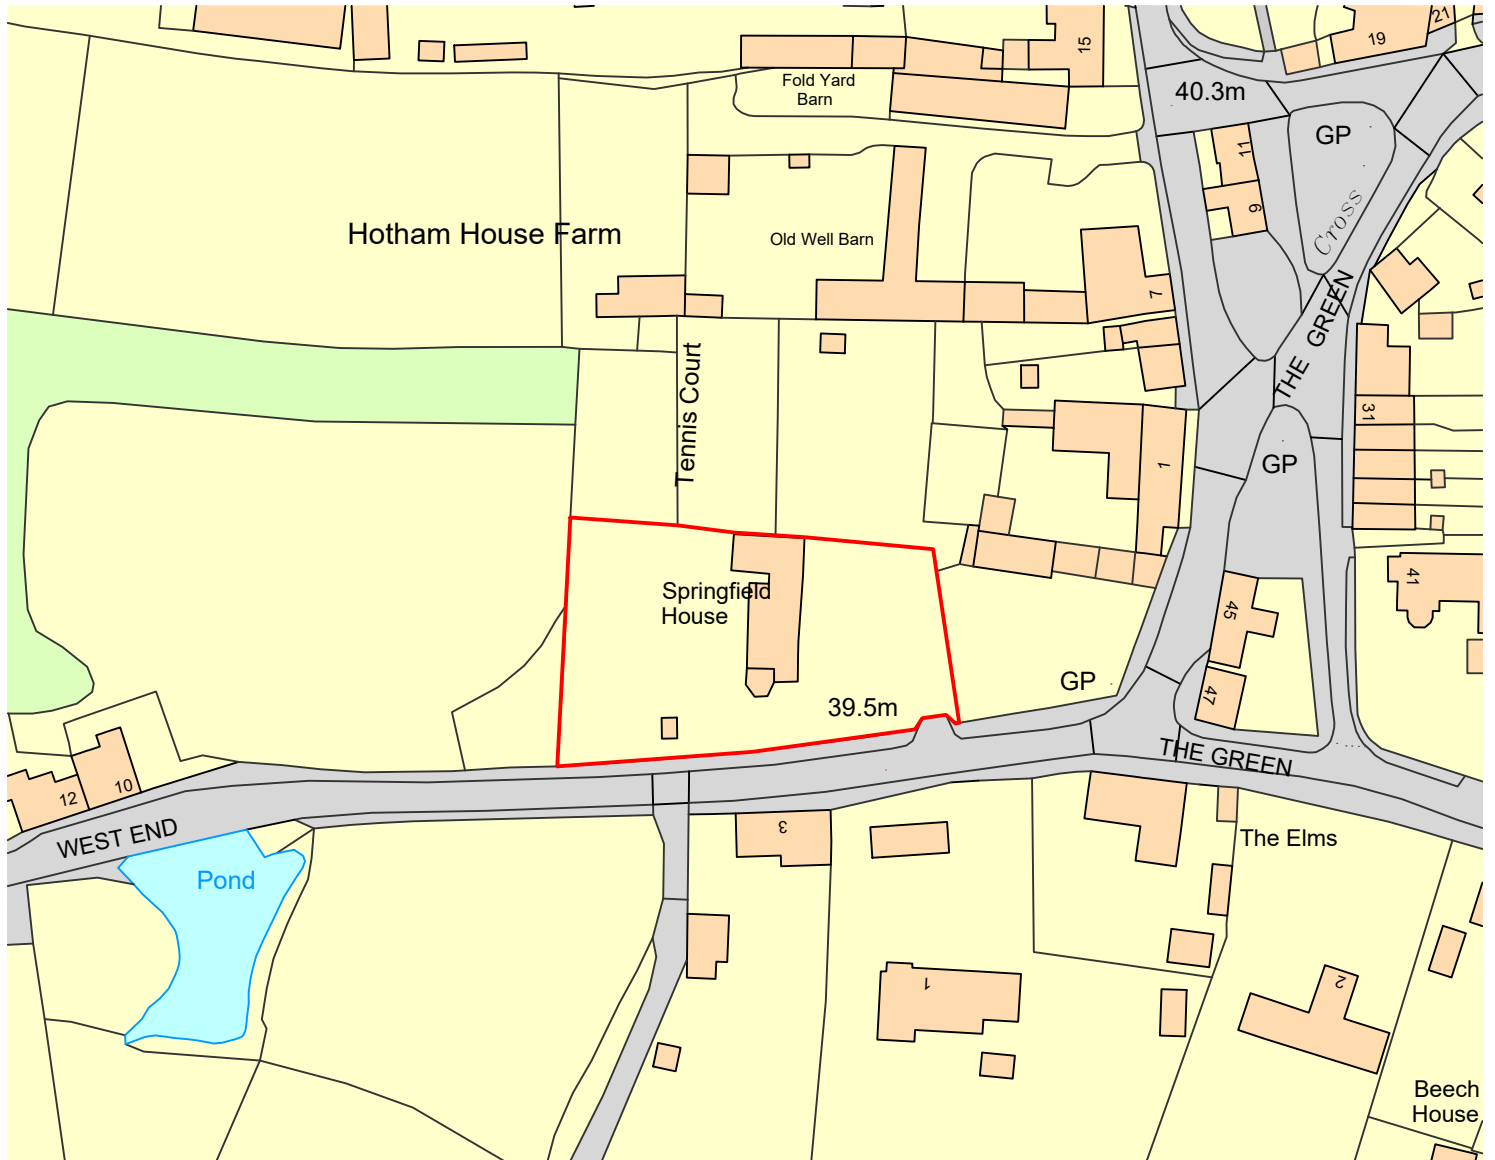 21
19
15
Fold Yard
Barn
40.3m
GP
11
9
Cross
Hotham House Farm
Old Well Barn
7
THE GREEN
Tennis Court
31
1
GP
Springfield
House
41
45
GP
47
39.5m
THE GREEN
10
12
WEST END
3
The Elms
Pond
1
2
Beech
House